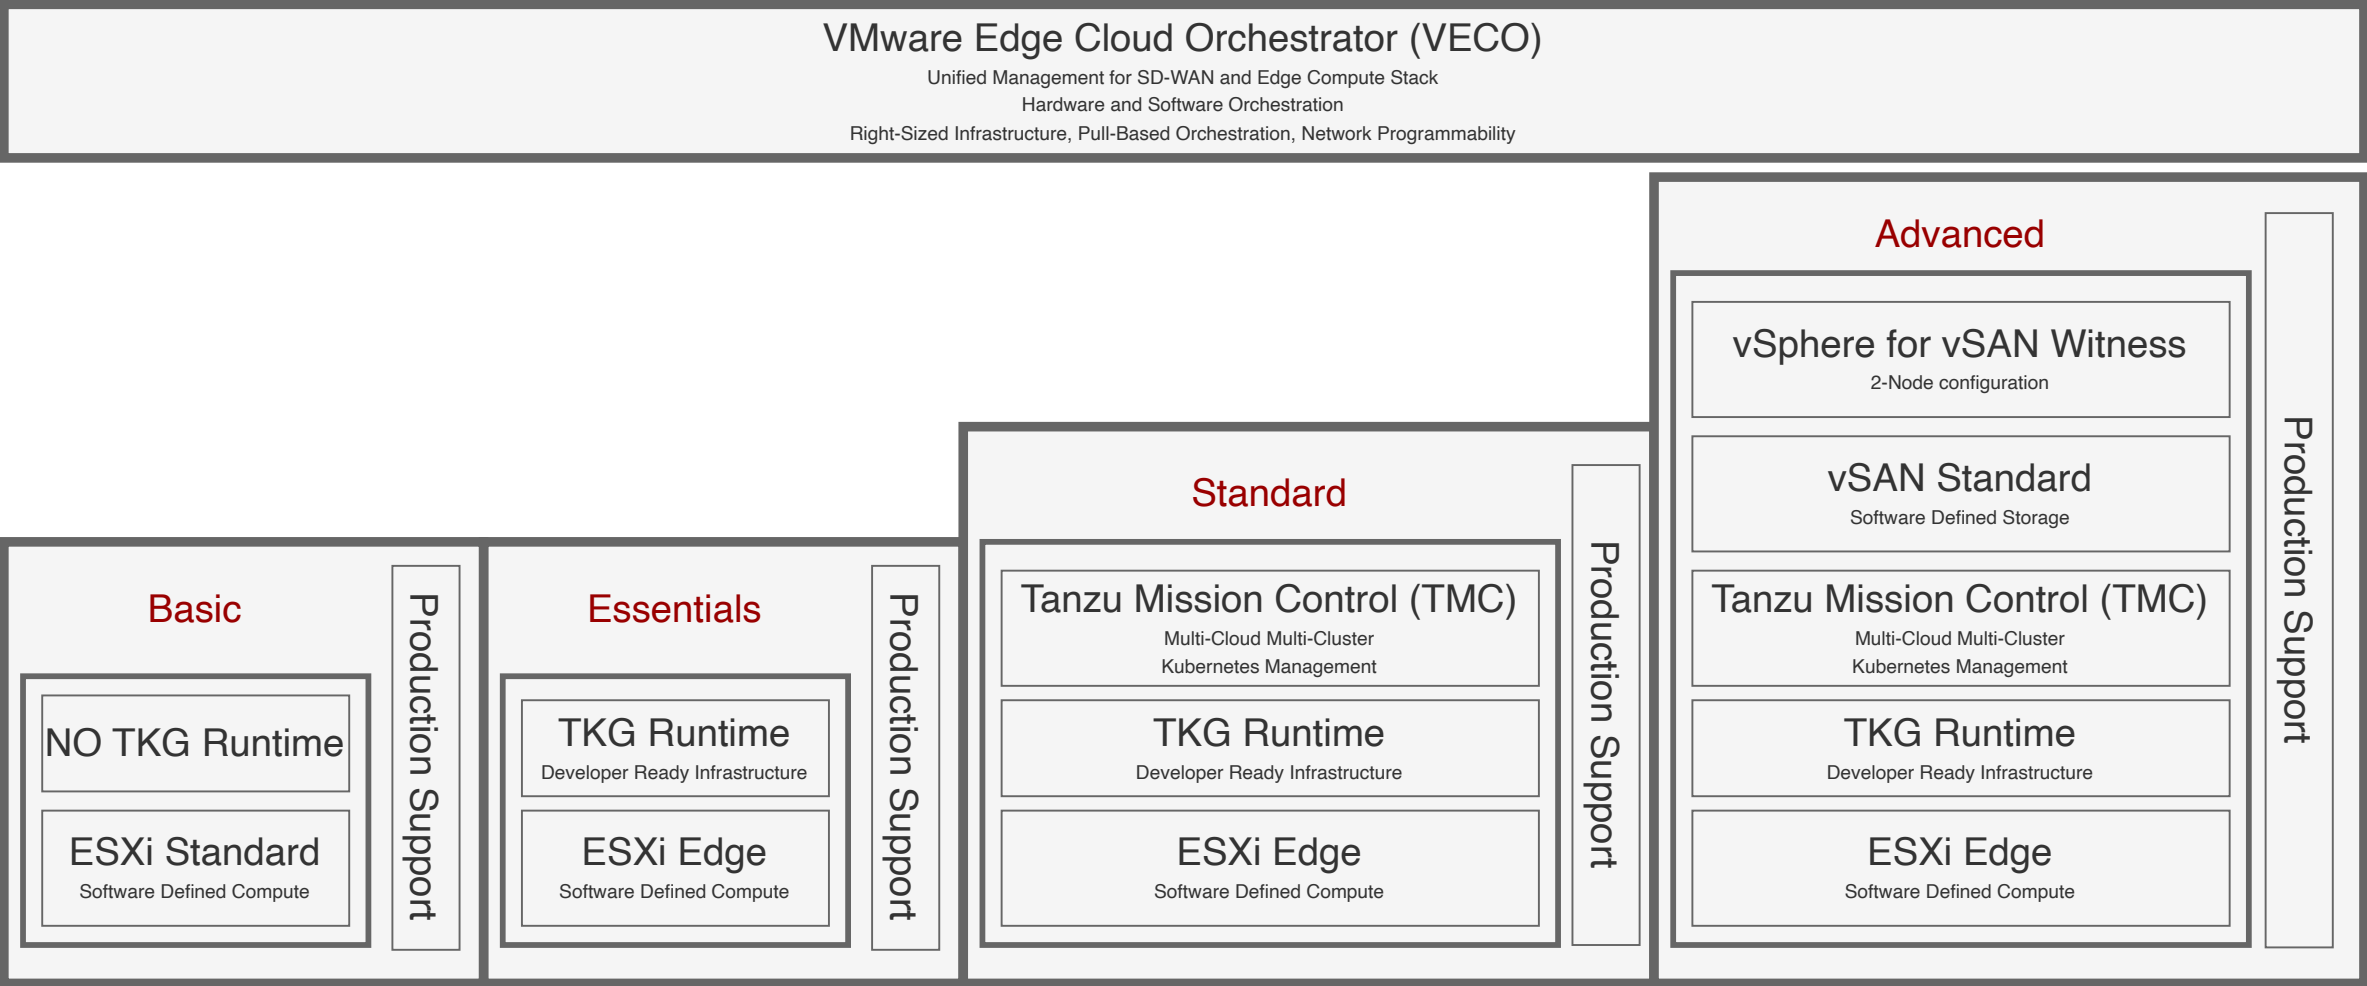 VMware Edge Cloud Orchestrator (VECO)
Unified Management for SD-WAN and Edge Compute Stack
Hardware and Software Orchestration
Right-Sized Infrastructure, Pull-Based Orchestration, Network Programmability
Basic
NO TKG Runtime
ESXi Standard
Software Defined Compute
Production Support
Essentials
TKG Runtime
Developer Ready Infrastructure
ESXi Edge
Software Defined Compute
Production Support
Standard
Tanzu Mission Control (TMC)
Multi-Cloud Multi-Cluster
Kubernetes Management
TKG Runtime
Developer Ready Infrastructure
ESXi Edge
Software Defined Compute
Production Support
Advanced
vSphere for vSAN Witness
2-Node configuration
vSAN Standard
Software Defined Storage
Tanzu Mission Control (TMC)
Multi-Cloud Multi-Cluster
Kubernetes Management
TKG Runtime
Developer Ready Infrastructure
ESXi Edge
Software Defined Compute
Production Support